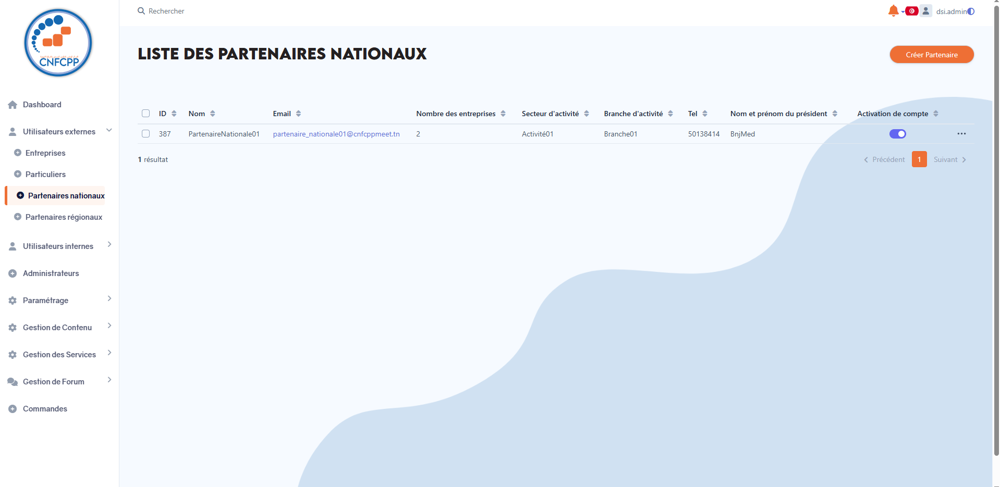 CNFCPP
Rechercher
dsi.admin
Dashboard
Utilisateurs externes
Entreprises
Particuliers
Partenaires nationaux
Partenaires régionaux
Utilisateurs internes
Administrateurs
Paramétrage
Gestion de Contenu
Gestion des Services
Gestion de Forum
Commandes
LISTE DES PARTENAIRES NATIONAUX
Créer Partenaire
ID Nom Email Nombre des entreprises Secteur d'activité Branche d'activité Tel Nom et prénom du président Activation de compte
387 PartenaireNationale01 partenaire_nationale01@cnfcppmeet.tn 2 Activité01 Branche01 50138414 BnjMed
1 résultat
Précédent 1 Suivant